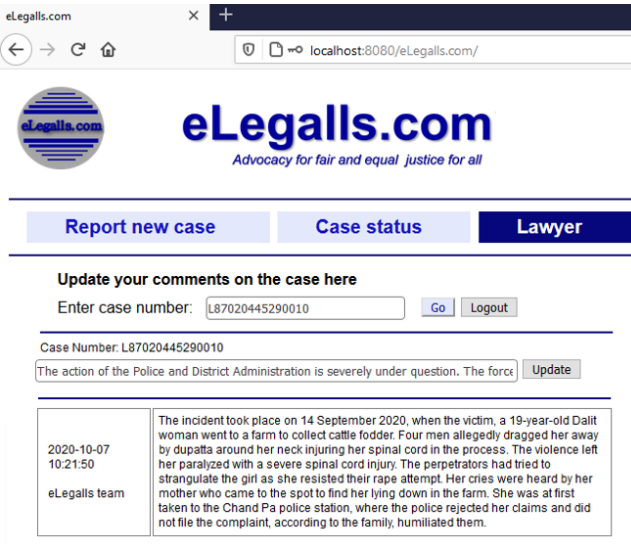 eLegalls.com
localhost:8080/eLegalls.com/
eLegalls.com
eLegalls.com
Advocacy for fair and equal justice for all
Report new case
Case status
Lawyer
Update your comments on the case here
Enter case number: L87020445290010 Go Logout
Case Number: L87020445290010
The action of the Police and District Administration is severely under question. The force Update
2020-10-07
10:21:50
eLegalls team
The incident took place on 14 September 2020, when the victim, a 19-year-old Dalit
woman went to a farm to collect cattle fodder. Four men allegedly dragged her away
by dupatta around her neck injuring her spinal cord in the process. The violence left
her paralyzed with a severe spinal cord injury. The perpetrators had tried to
strangulate the girl as she resisted their rape attempt. Her cries were heard by her
mother who came to the spot to find her lying down in the farm. She was at first
taken to the Chand Pa police station, where the police rejected her claims and did
not file the complaint, according to the family, humiliated them.